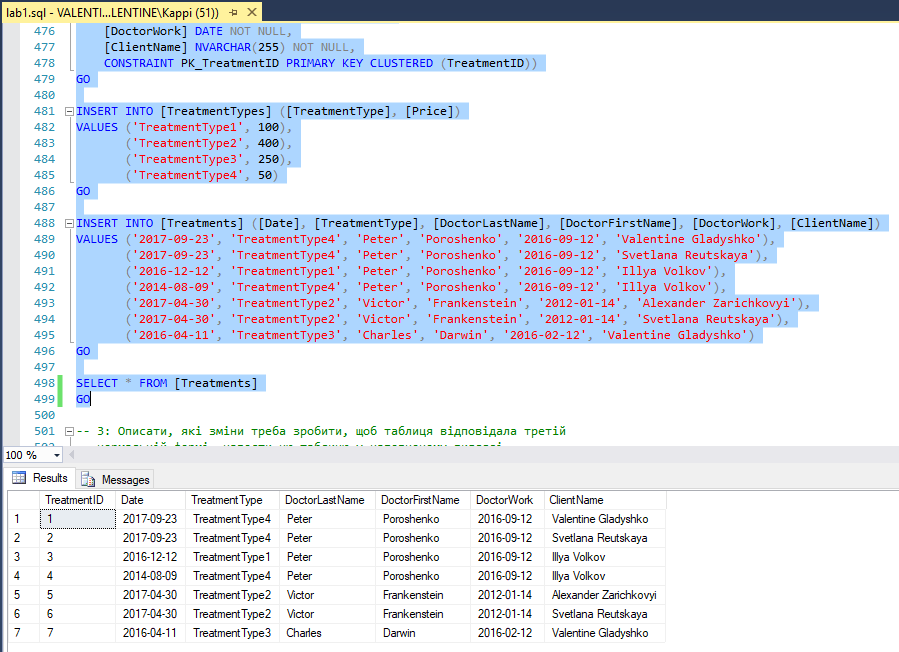 lab1.sql - VALENTI...LENTINE\Kappi (51))
476 [DoctorWork] DATE NOT NULL,
477 [ClientName] NVARCHAR(255) NOT NULL,
478 CONSTRAINT PK_TreatmentID PRIMARY KEY CLUSTERED (TreatmentID))
479 GO
480
481 INSERT INTO [TreatmentTypes] ([TreatmentType], [Price])
482 VALUES ('TreatmentType1', 100),
483 ('TreatmentType2', 400),
484 ('TreatmentType3', 250),
485 ('TreatmentType4', 50)
486 GO
487
488 INSERT INTO [Treatments] ([Date], [TreatmentType], [DoctorLastName], [DoctorFirstName], [DoctorWork], [ClientName])
489 VALUES ('2017-09-23', 'TreatmentType4', 'Peter', 'Poroshenko', '2016-09-12', 'Valentine Gladyshko'),
490 ('2017-09-23', 'TreatmentType4', 'Peter', 'Poroshenko', '2016-09-12', 'Svetlana Reutskaya'),
491 ('2016-12-12', 'TreatmentType1', 'Peter', 'Poroshenko', '2016-09-12', 'Illya Volkov'),
492 ('2014-08-09', 'TreatmentType4', 'Peter', 'Poroshenko', '2016-09-12', 'Illya Volkov'),
493 ('2017-04-30', 'TreatmentType2', 'Victor', 'Frankenstein', '2012-01-14', 'Alexander Zarichkovyi'),
494 ('2017-04-30', 'TreatmentType2', 'Victor', 'Frankenstein', '2012-01-14', 'Svetlana Reutskaya'),
495 ('2016-04-11', 'TreatmentType3', 'Charles', 'Darwin', '2016-02-12', 'Valentine Gladyshko')
496 GO
497
498 SELECT * FROM [Treatments]
499 GO
500
501 -- 3: Описати, які зміни треба зробити, щоб таблиця відповідала третій
100 %
Results Messages
TreatmentID Date TreatmentType DoctorLastName DoctorFirstName DoctorWork ClientName
1 1 2017-09-23 TreatmentType4 Peter Poroshenko 2016-09-12 Valentine Gladyshko
2 2 2017-09-23 TreatmentType4 Peter Poroshenko 2016-09-12 Svetlana Reutskaya
3 3 2016-12-12 TreatmentType1 Peter Poroshenko 2016-09-12 Illya Volkov
4 4 2014-08-09 TreatmentType4 Peter Poroshenko 2016-09-12 Illya Volkov
5 5 2017-04-30 TreatmentType2 Victor Frankenstein 2012-01-14 Alexander Zarichkovyi
6 6 2017-04-30 TreatmentType2 Victor Frankenstein 2012-01-14 Svetlana Reutskaya
7 7 2016-04-11 TreatmentType3 Charles Darwin 2016-02-12 Valentine Gladyshko